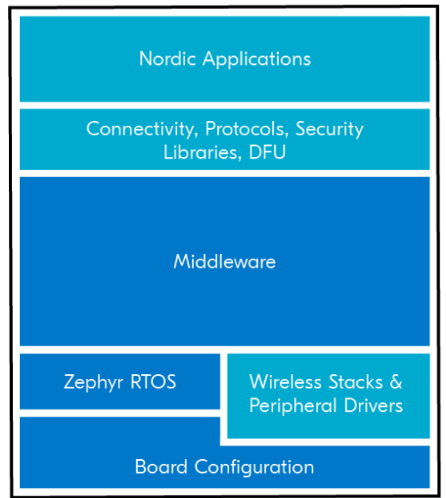 Nordic Applications
Connectivity, Protocols, Security
Libraries, DFU
Middleware
Zephyr RTOS
Wireless Stacks &
Peripheral Drivers
Board Configuration